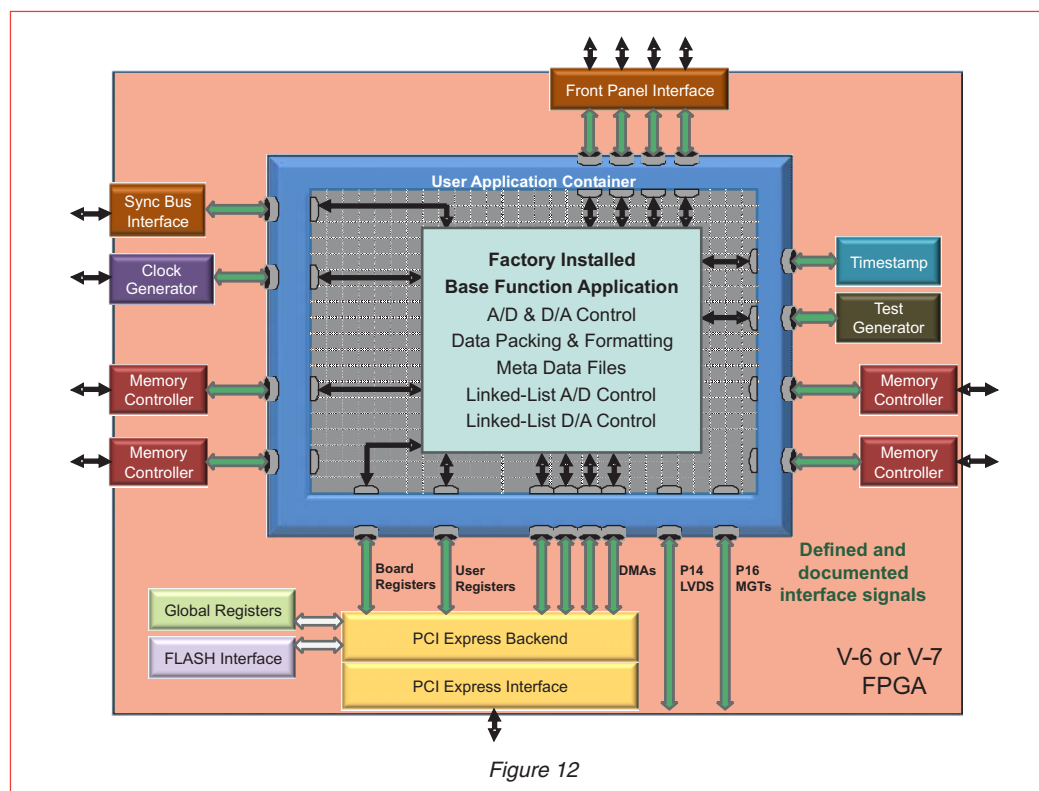 Front Panel Interface
User Application Container
Sync Bus
Interface
Clock
Generator
Memory
Controller
Memory
Controller
Factory Installed
Base Function Application
A/D & D/A Control
Data Packing & Formatting
Meta Data Files
Linked-List A/D Control
Linked-List D/A Control
Timestamp
Test
Generator
Memory
Controller
Memory
Controller
Board
Registers
User
Registers
DMAs
P14
LVDS
P16
MGTs
Defined and
documented
interface signals
Global Registers
FLASH Interface
PCI Express Backend
PCI Express Interface
V-6 or V-7
FPGA
Figure 12